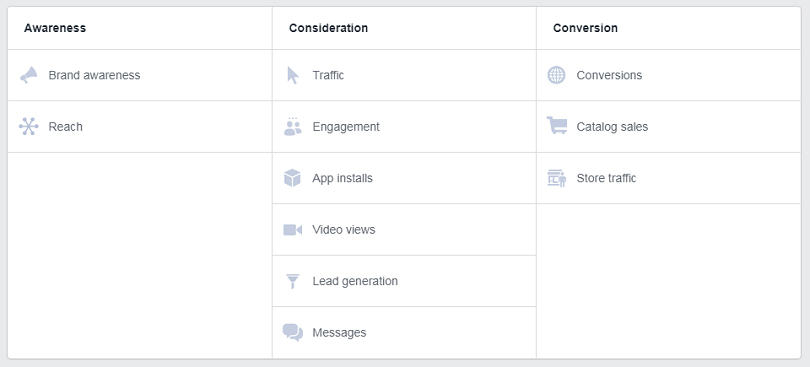 Awareness
Consideration
Conversion
Brand awareness
Traffic
Conversions
Reach
Engagement
Catalog sales
App installs
Store traffic
Video views
Lead generation
Messages